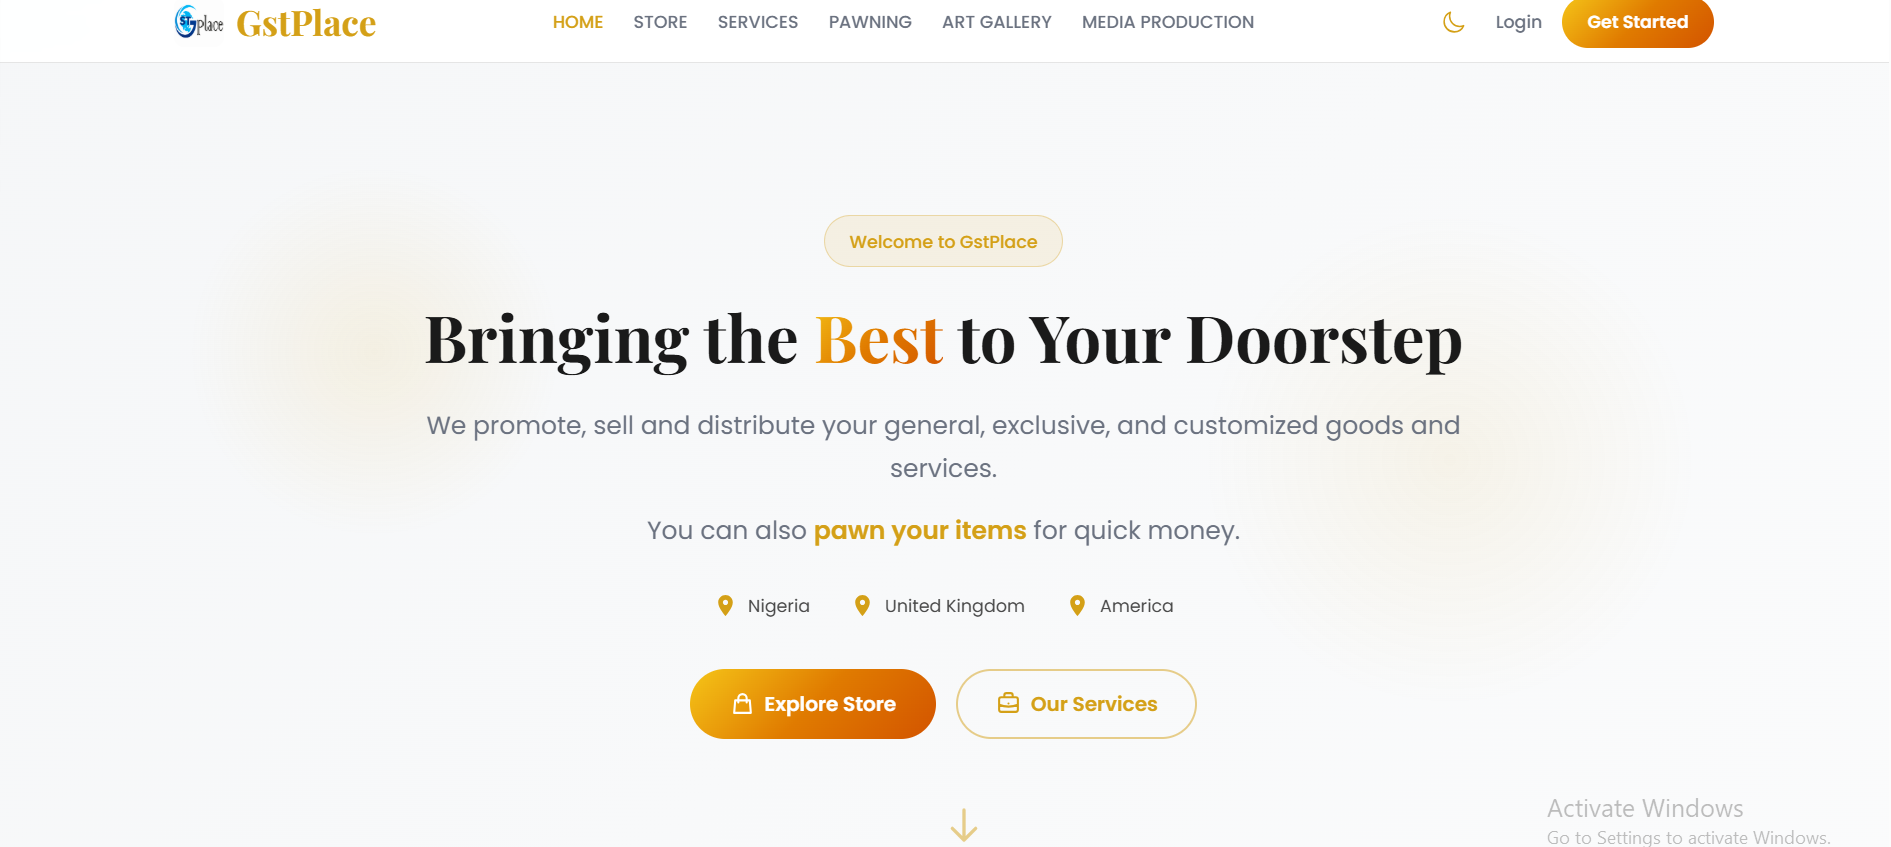 STG Place GstPlace HOME STORE SERVICES PAWNING ART GALLERY MEDIA PRODUCTION Login Get Started
Welcome to GstPlace
Bringing the Best to Your Doorstep
We promote, sell and distribute your general, exclusive, and customized goods and
services.
You can also pawn your items for quick money.
Nigeria United Kingdom America
Explore Store Our Services
Activate Windows
Go to Settings to activate Windows.